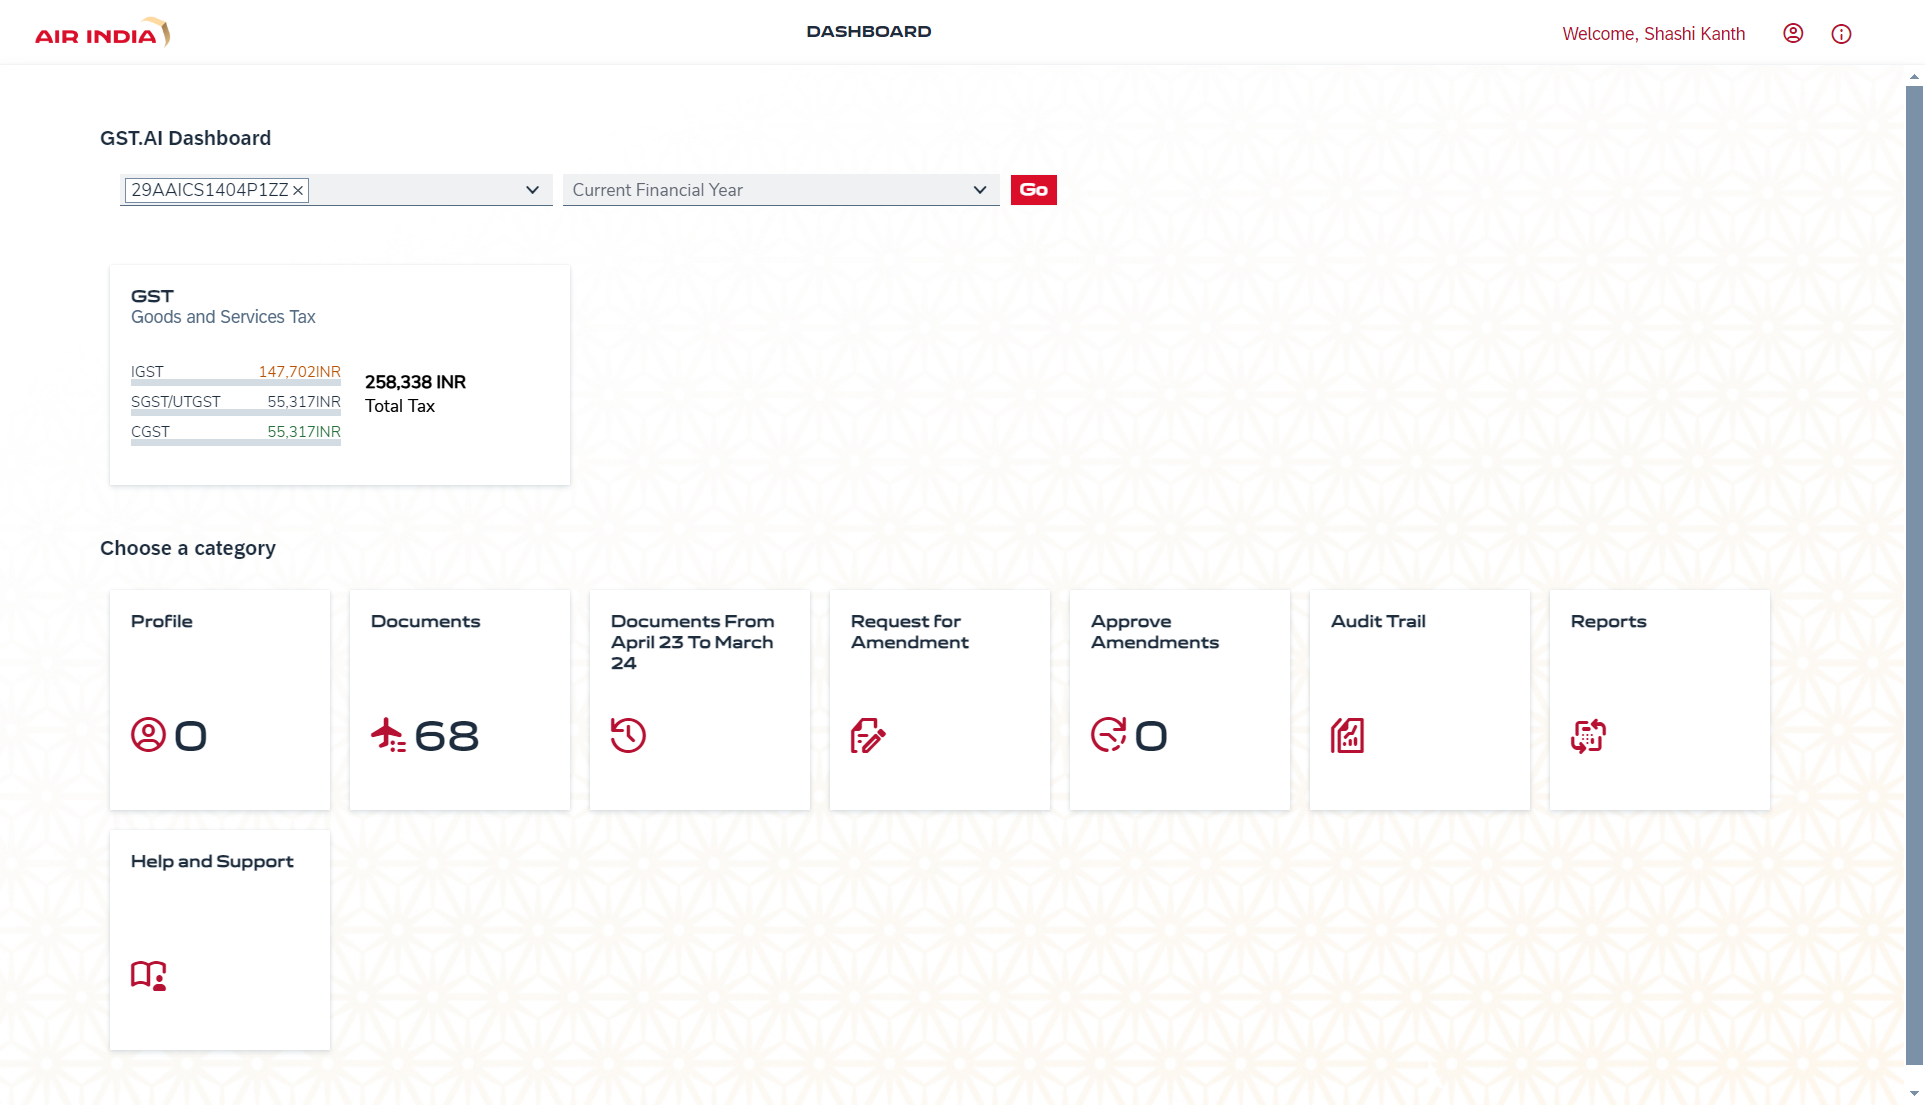 AIR INDIA
DASHBOARD
Welcome, Shashi Kanth
GST.AI Dashboard
29AAICS1404P1ZZ
Current Financial Year
Go
GST
Goods and Services Tax
IGST 147,702INR
SGST/UTGST 55,317INR
CGST 55,317INR
258,338 INR
Total Tax
Choose a category
Profile
0
Documents
68
Documents From
April 23 To March
24
Request for
Amendment
Approve
Amendments
0
Audit Trail
Reports
Help and Support